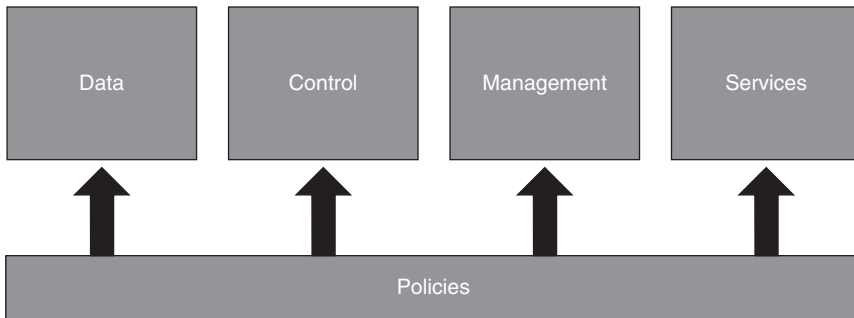 Data
Control
Management
Services
Policies